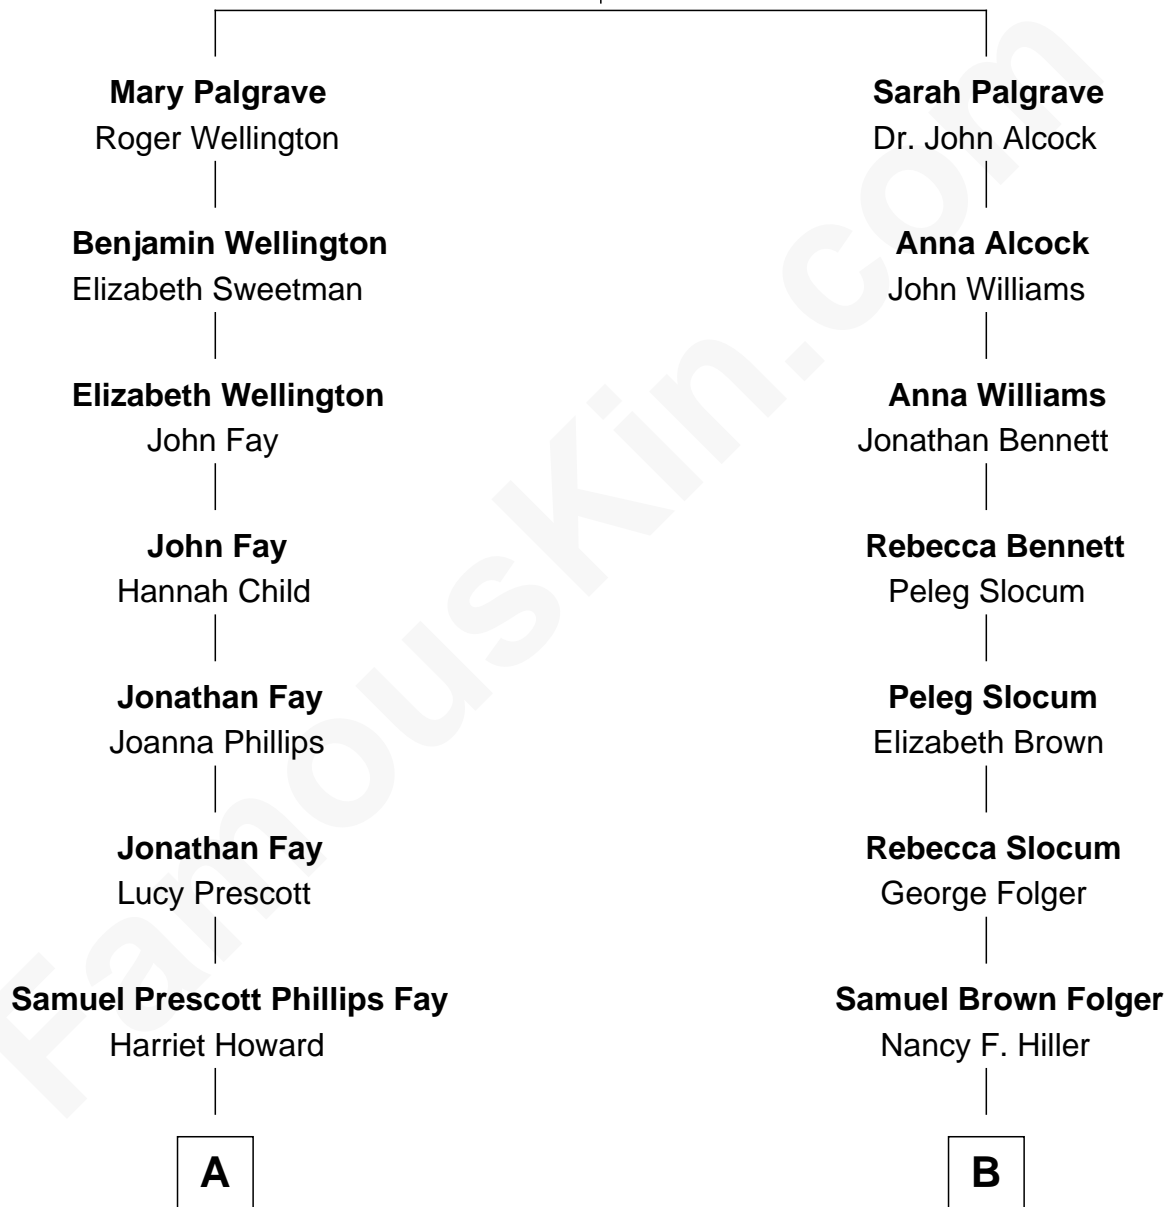 Mary Palgrave
Roger Wellington
Benjamin Wellington
Elizabeth Sweetman
Elizabeth Wellington
John Fay
John Fay
Hannah Child
Jonathan Fay
Joanna Phillips
Jonathan Fay
Lucy Prescott
Samuel Prescott Phillips Fay
Harriet Howard
A
Sarah Palgrave
Dr. John Alcock
Anna Alcock
John Williams
Anna Williams
Jonathan Bennett
Rebecca Bennett
Peleg Slocum
Peleg Slocum
Elizabeth Brown
Rebecca Slocum
George Folger
Samuel Brown Folger
Nancy F. Hiller
B
FamousKin.com